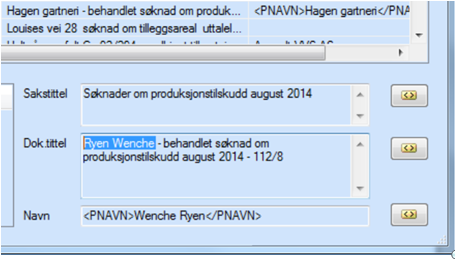 Hagen gartneri - behandlet søknad om produk... <PNAVN>Hagen gartneri</PNA...
Louises vei 28 søknad om tilleggsareal uttalel...
Sakstittel Søknader om produksjonstilskudd august 2014
Dok.tittel Ryen Wenche - behandlet søknad om
produksjonstilskudd august 2014 - 112/8
Navn <PNAVN>Wenche Ryen</PNAVN>